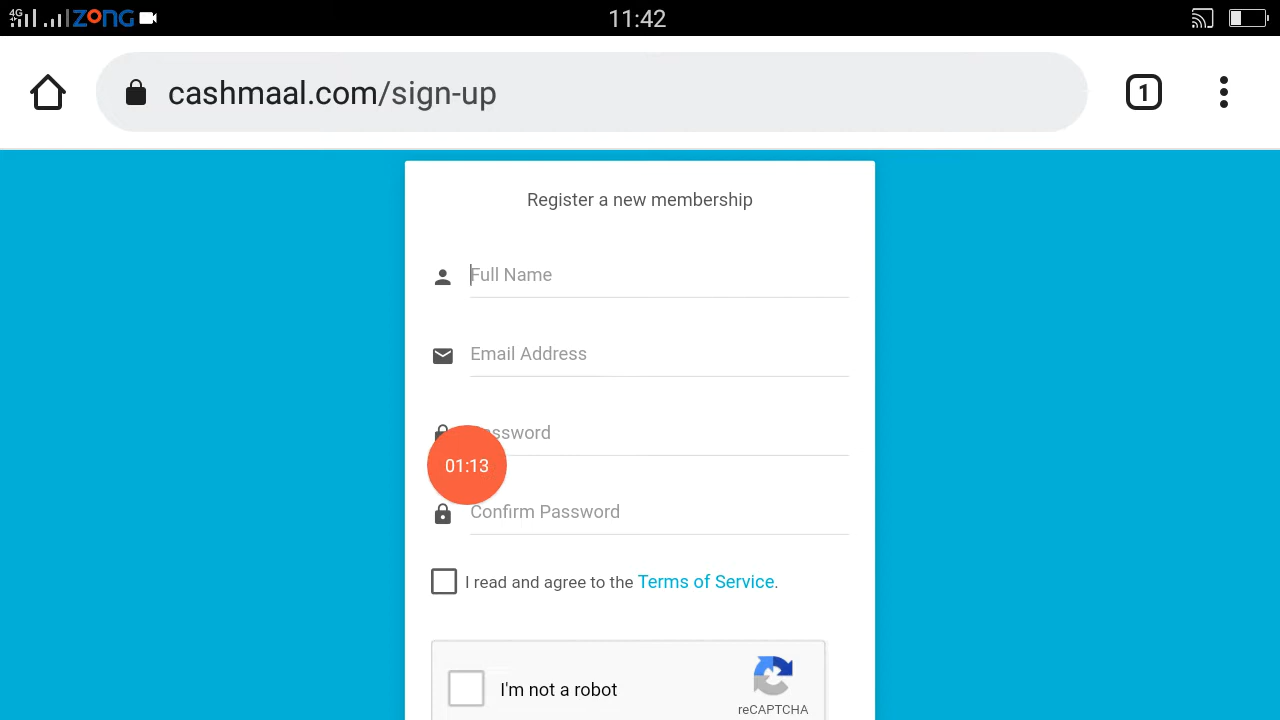 4G ZONG 11:42
cashmaal.com/sign-up 1
Register a new membership
Full Name
Email Address
ssword
01:13
Confirm Password
I read and agree to the Terms of Service.
I'm not a robot
reCAPTCHA